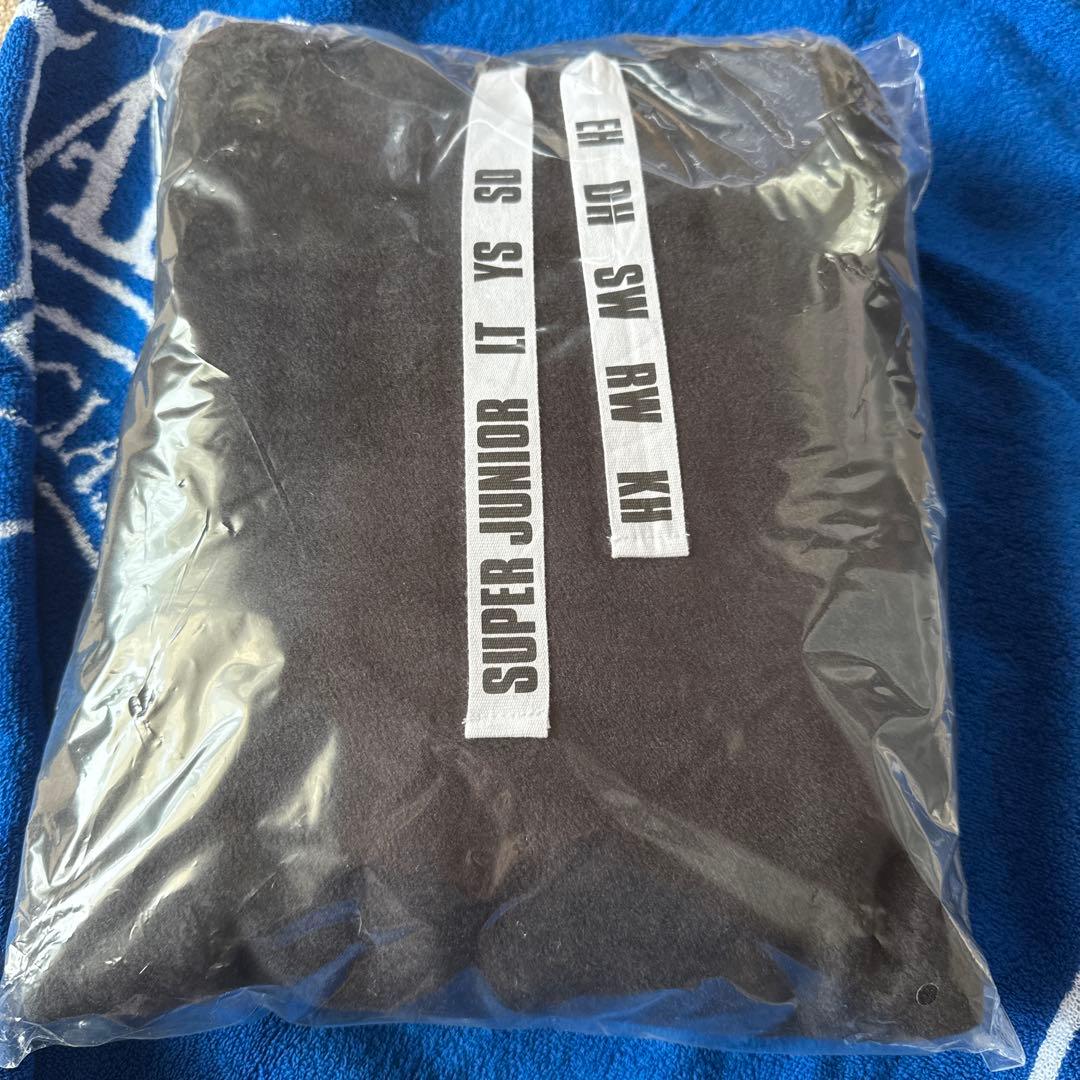 SUPER JUNIOR LT YS SD
EH DH SW RW KH
A